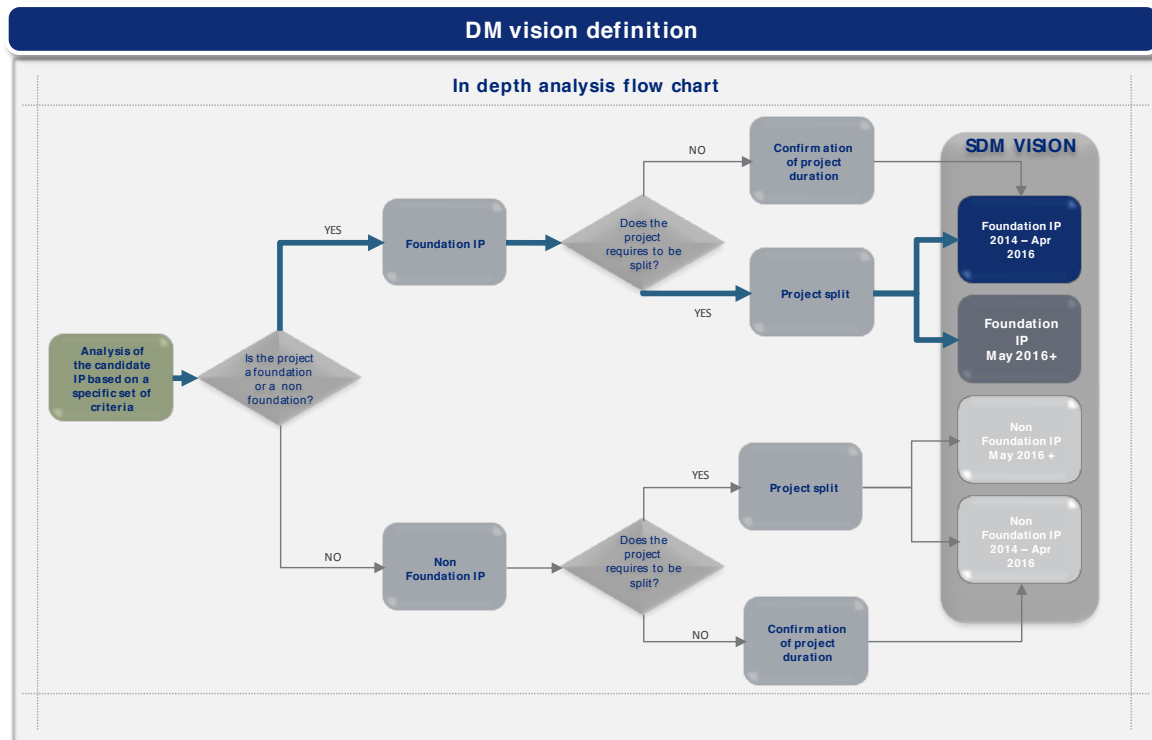 DM vision definition
In depth analysis flow chart
SDM VISION
NO
Confirmation
of project
duration
YES
Foundation IP
Does the
project
requires to be
split?
Foundation IP
2014 – Apr
2016
Project split
YES
Foundation
IP
May 2016+
Analysis of
the candidate
IP based on a
specific set of
criteria
Is the project
a foundation
or a non
foundation?
Non
Foundation IP
May 2016 +
YES
Project split
NO
Non
Foundation IP
Does the
project
requires to be
split?
Non
Foundation IP
2014 – Apr
2016
NO
Confirmation
of project
duration